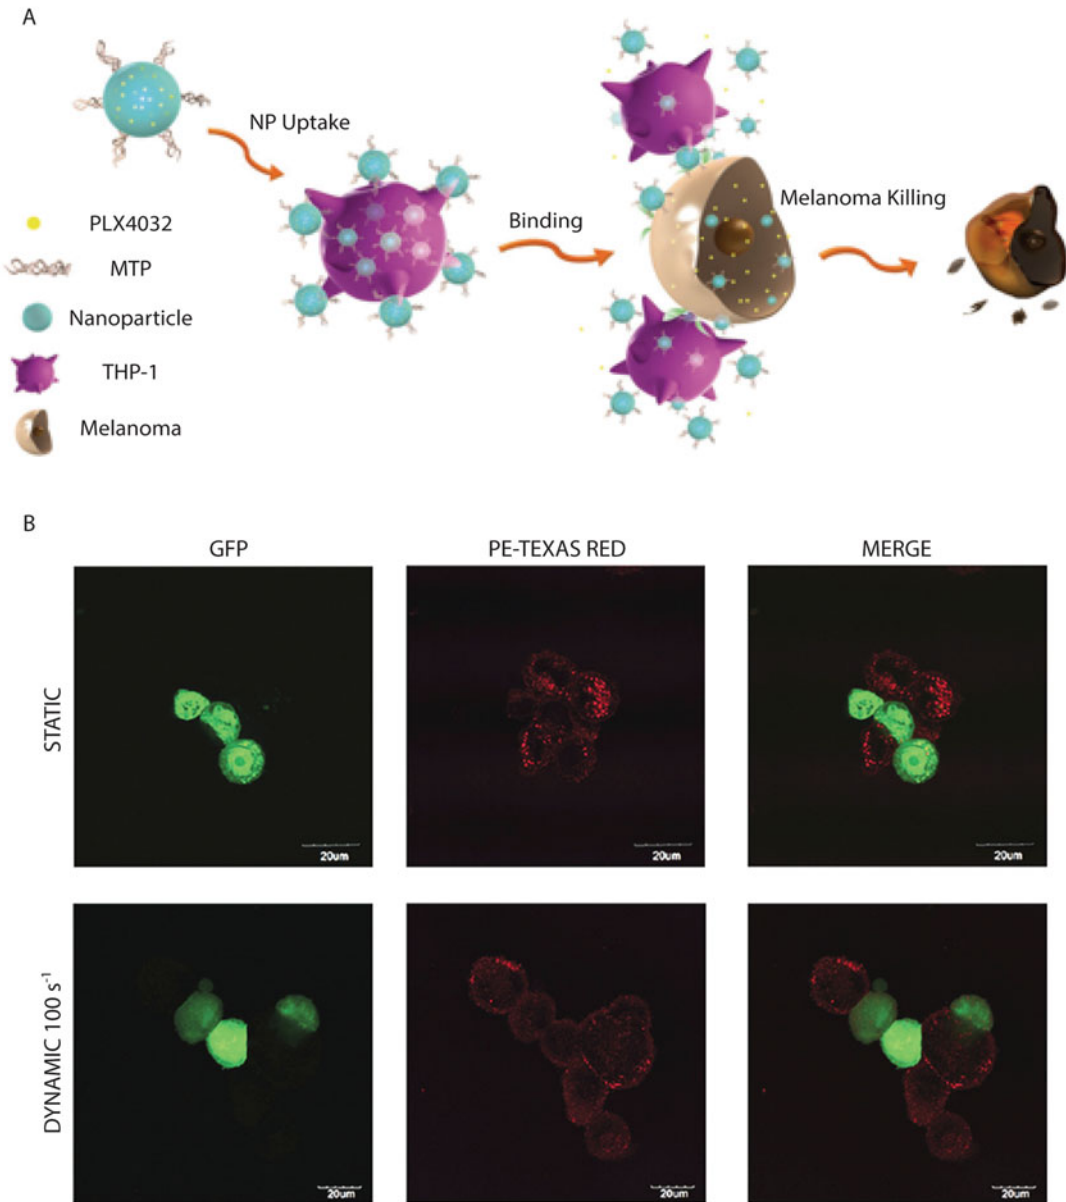 A
NP Uptake
Binding
Melanoma Killing
PLX4032
MTP
Nanoparticle
THP-1
Melanoma
B
GFP
PE-TEXAS RED
MERGE
STATIC
20um
20um
20um
DYNAMIC 100 s⁻¹
20um
20um
20um